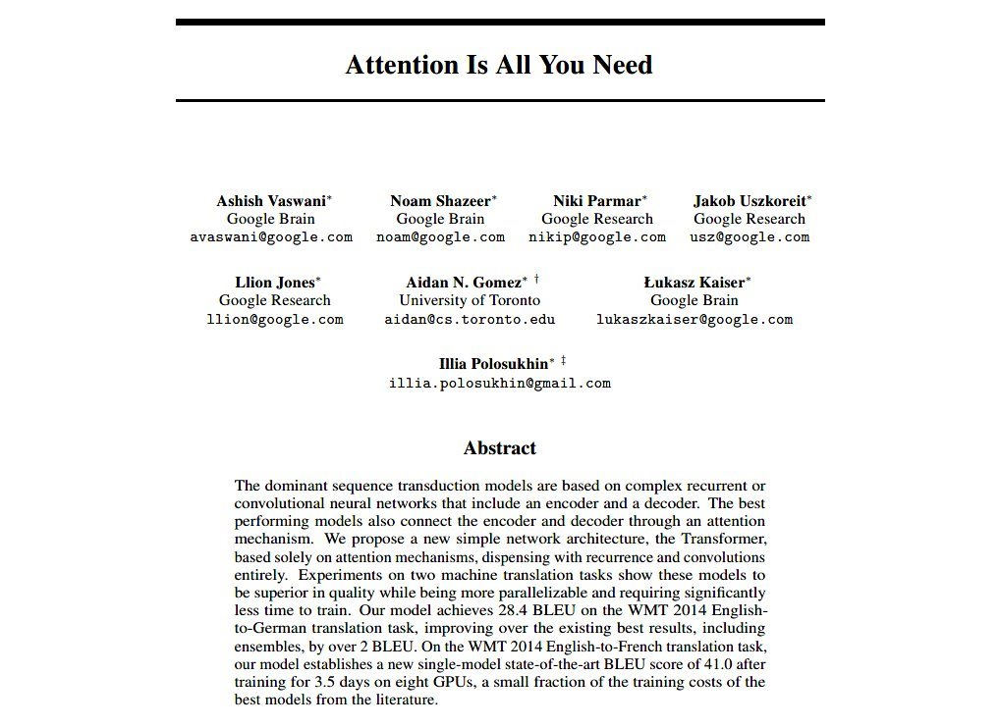 Attention Is All You Need
Ashish Vaswani* Noam Shazeer* Niki Parmar* Jakob Uszkoreit*
Google Brain Google Brain Google Research Google Research
avaswani@google.com noam@google.com nikip@google.com usz@google.com
Llion Jones* Aidan N. Gomez* † Łukasz Kaiser*
Google Research University of Toronto Google Brain
llion@google.com aidan@cs.toronto.edu lukaszkaiser@google.com
Illia Polosukhin* ‡
illia.polosukhin@gmail.com
Abstract
The dominant sequence transduction models are based on complex recurrent or
convolutional neural networks that include an encoder and a decoder. The best
performing models also connect the encoder and decoder through an attention
mechanism. We propose a new simple network architecture, the Transformer,
based solely on attention mechanisms, dispensing with recurrence and convolutions
entirely. Experiments on two machine translation tasks show these models to
be superior in quality while being more parallelizable and requiring significantly
less time to train. Our model achieves 28.4 BLEU on the WMT 2014 English-
to-German translation task, improving over the existing best results, including
ensembles, by over 2 BLEU. On the WMT 2014 English-to-French translation task,
our model establishes a new single-model state-of-the-art BLEU score of 41.0 after
training for 3.5 days on eight GPUs, a small fraction of the training costs of the
best models from the literature.